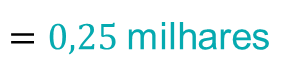 = 0,25 milhares